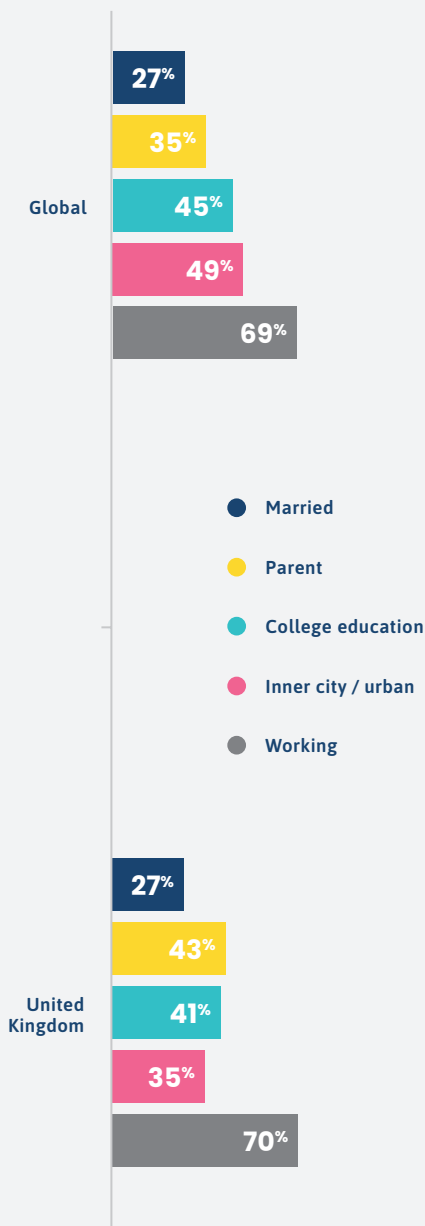 27%
35%
Global
45%
49%
69%
Married
Parent
College education
Inner city / urban
Working
27%
43%
United
Kingdom
41%
35%
70%